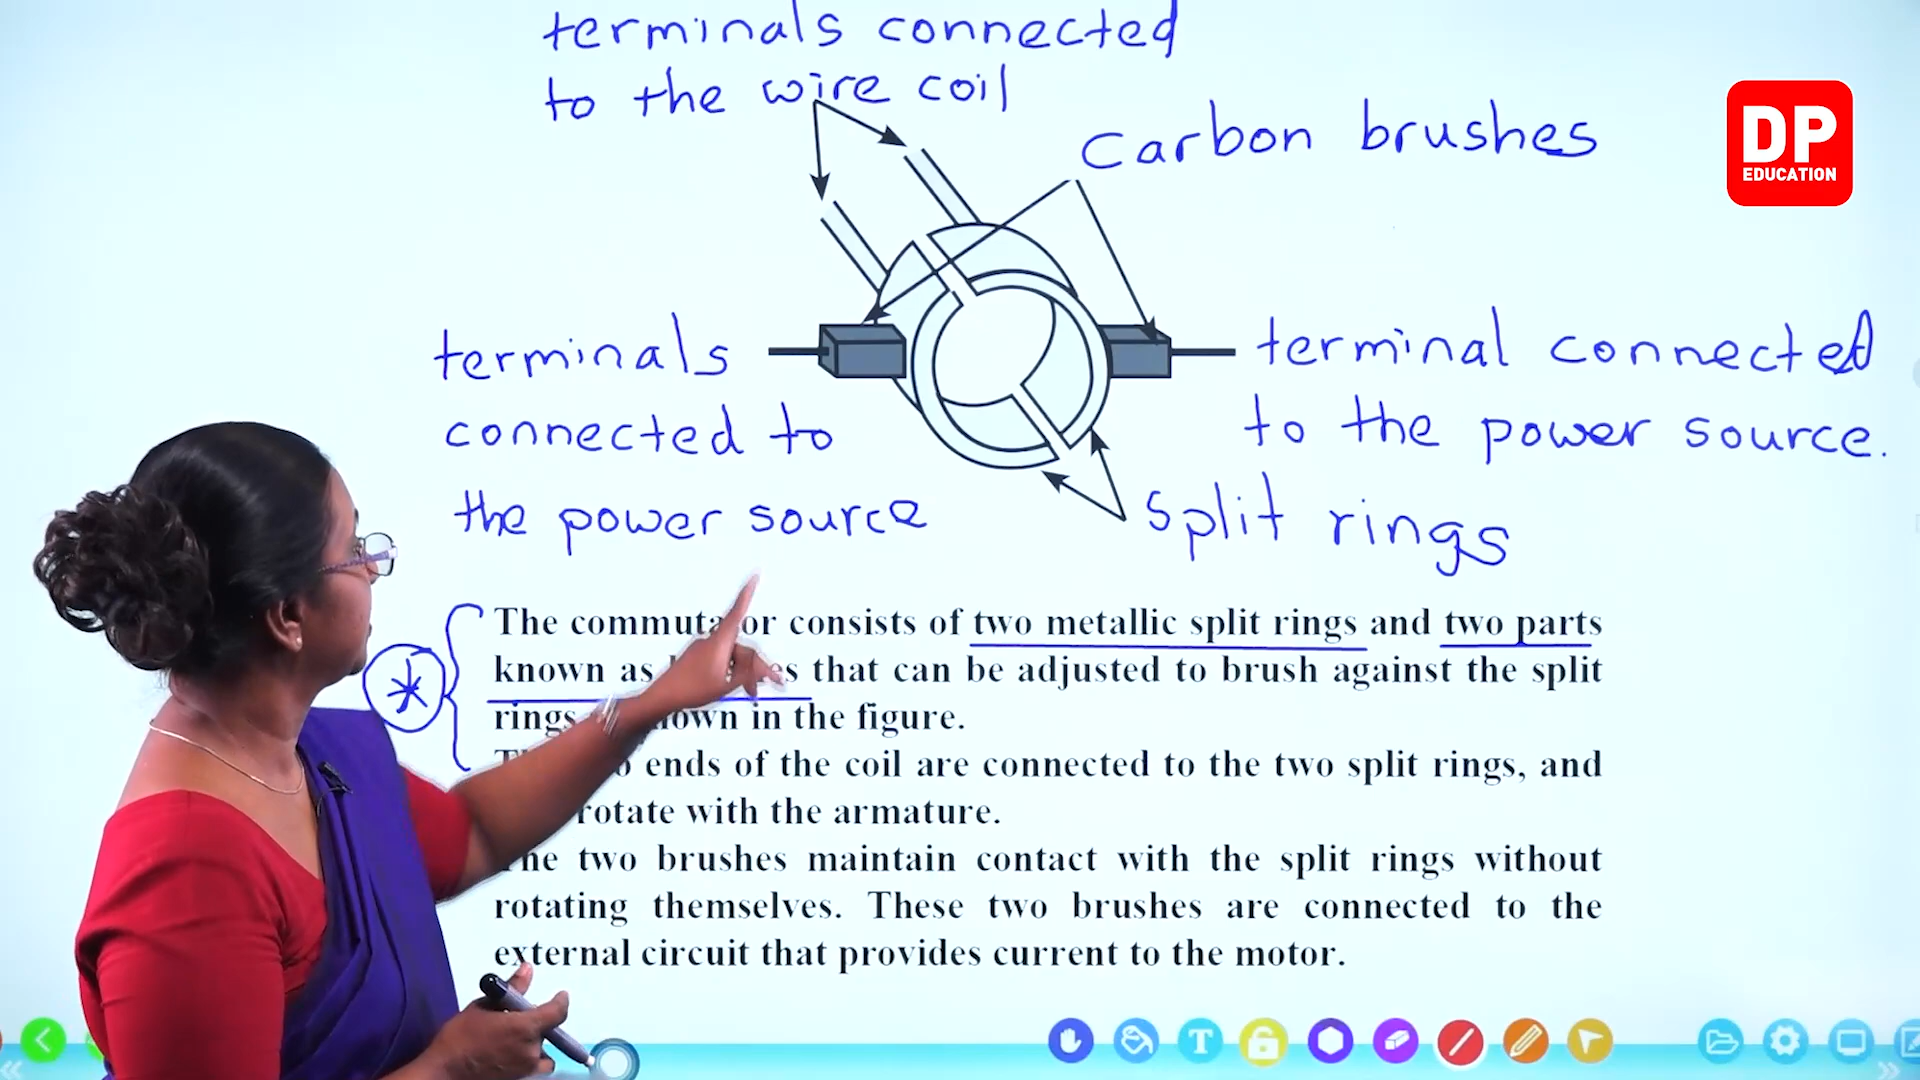 terminals connected
to the wire coil
carbon brushes
DP
EDUCATION
terminals
connected to
the power source
terminal connected
to the power source.
split rings
The consists of two metallic split rings and two parts
known as that can be adjusted to brush against the split
rings in the figure.
ends of the coil are connected to the two split rings, and
rotate with the armature.
The two brushes maintain contact with the split rings without
rotating themselves. These two brushes are connected to the
external circuit that provides current to the motor.